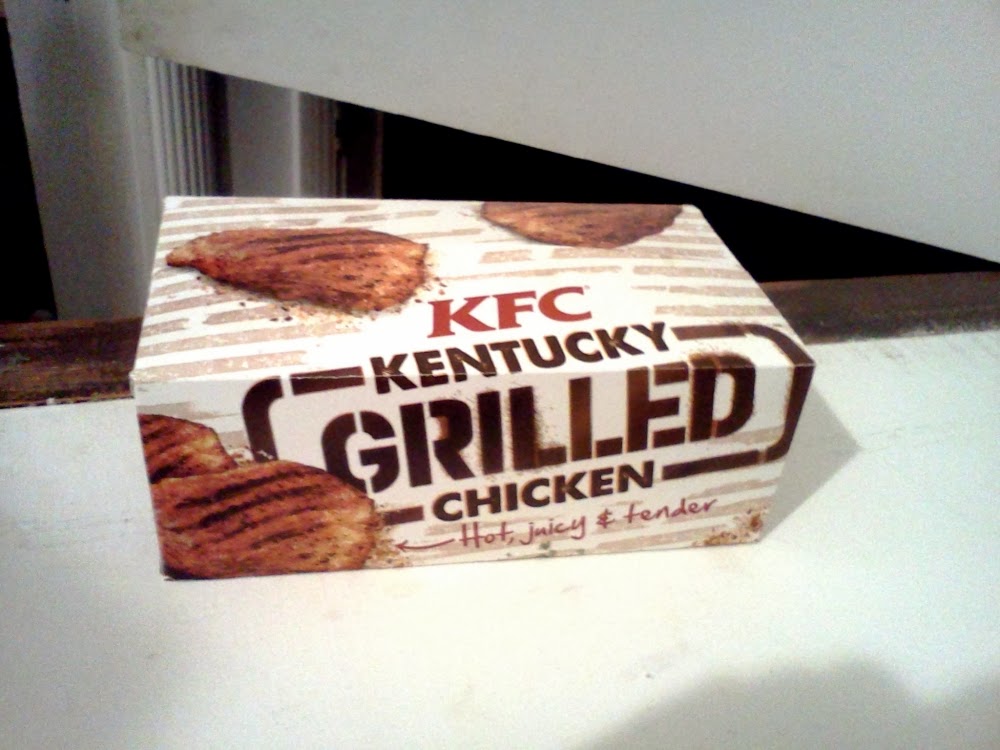 KFC
KENTUCKY
GRILLED
CHICKEN
Hot, juicy & tender